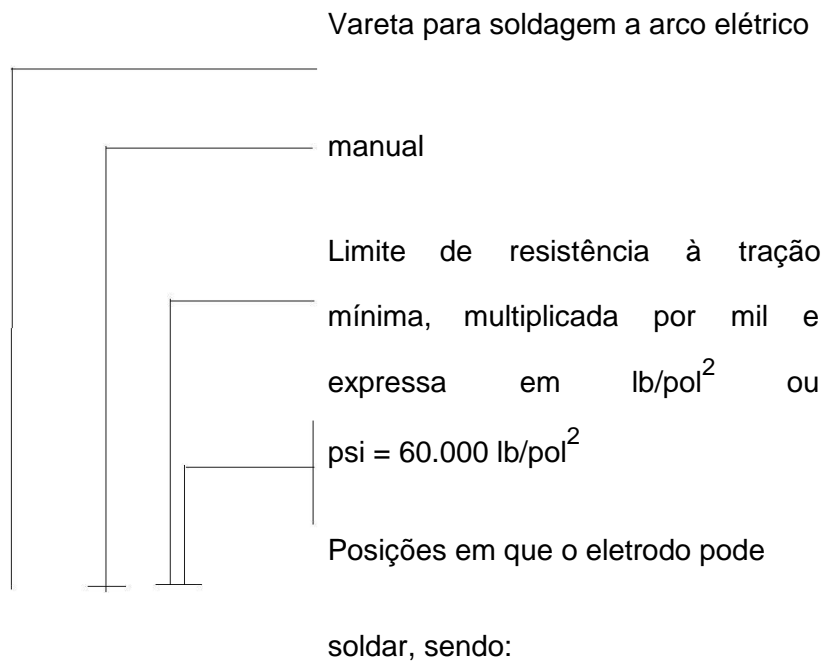 Vareta para soldagem a arco elétrico
manual
Limite de resistência à tração
mínima, multiplicada por mil e
expressa em lb/pol² ou
psi = 60.000 lb/pol²
Posições em que o eletrodo pode
soldar, sendo: